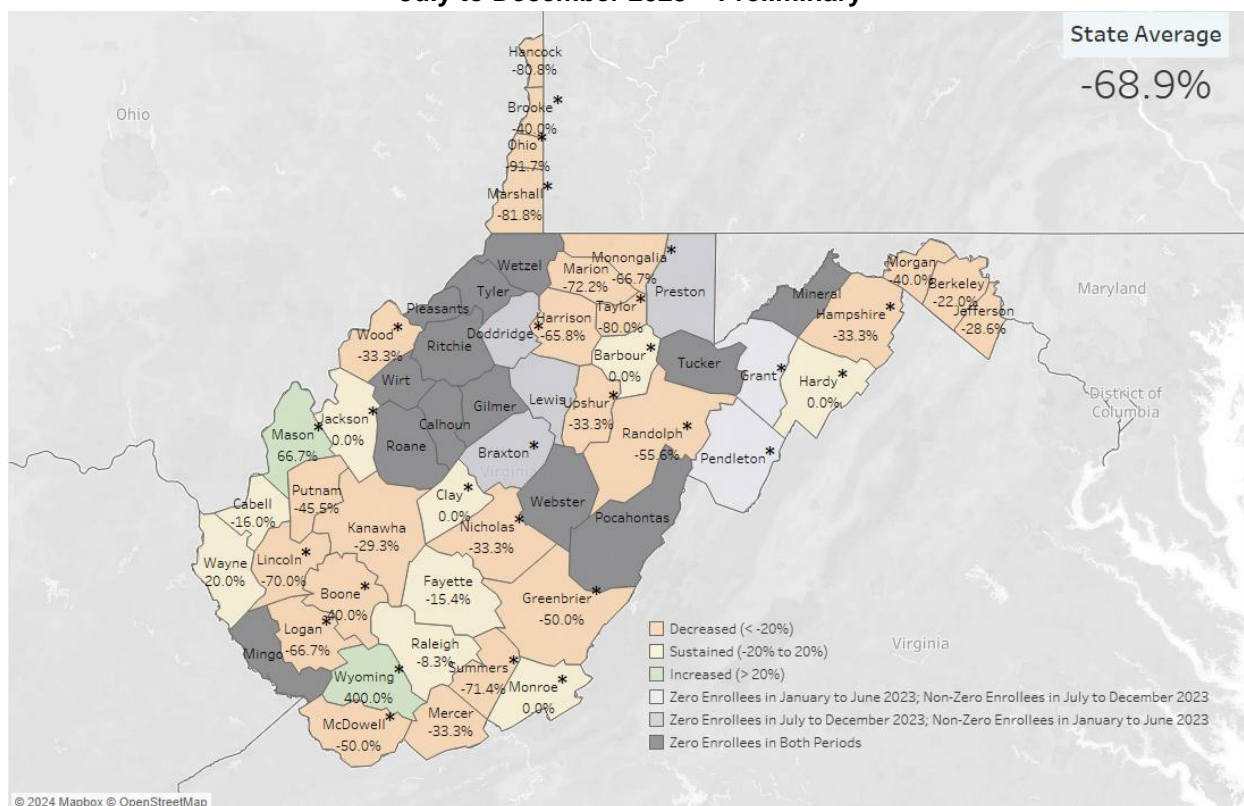 July to December 2023 – Preliminary
State Average
-68.9%
Ohio
Hancock
-80.8%
Brooke*
-40.0%
Ohio*
-91.7%
Marshall*
-81.8%
Wetzel
Marion
-72.2%
Monongalia*
-66.7%
Preston
Tyler
Pleasants
Doddridge
Harrison*
-65.8%
Taylor*
-80.0%
Mineral
Morgan
-40.0%
Berkeley
-22.0%
Jefferson
-28.6%
Maryland
Hampshire*
-33.3%
Wood*
-33.3%
Ritchie
Barbour*
0.0%
Tucker
Grant*
Hardy*
0.0%
District of
Columbia
Wirt
Gilmer
Lewis
Upshur*
-33.3%
Randolph*
-55.6%
Pendleton*
Jackson*
0.0%
Mason*
66.7%
Roane
Calhoun
Braxton*
Virginia
Webster
Pocahontas
Cabell
-16.0%
Putnam
-45.5%
Clay*
0.0%
Kanawha
-29.3%
Nicholas*
-33.3%
Wayne
20.0%
Lincoln*
-70.0%
Boone*
-40.0%
Fayette
-15.4%
Greenbrier*
-50.0%
Logan*
-66.7%
Mingo
Raleigh
-8.3%
Summers*
-71.4%
Monroe*
0.0%
Wyoming*
400.0%
McDowell*
-50.0%
Mercer
-33.3%
Virginia
Decreased (< -20%)
Sustained (-20% to 20%)
Increased (> 20%)
Zero Enrollees in January to June 2023; Non-Zero Enrollees in July to December 2023
Zero Enrollees in July to December 2023; Non-Zero Enrollees in January to June 2023
Zero Enrollees in Both Periods
© 2024 Mapbox © OpenStreetMap